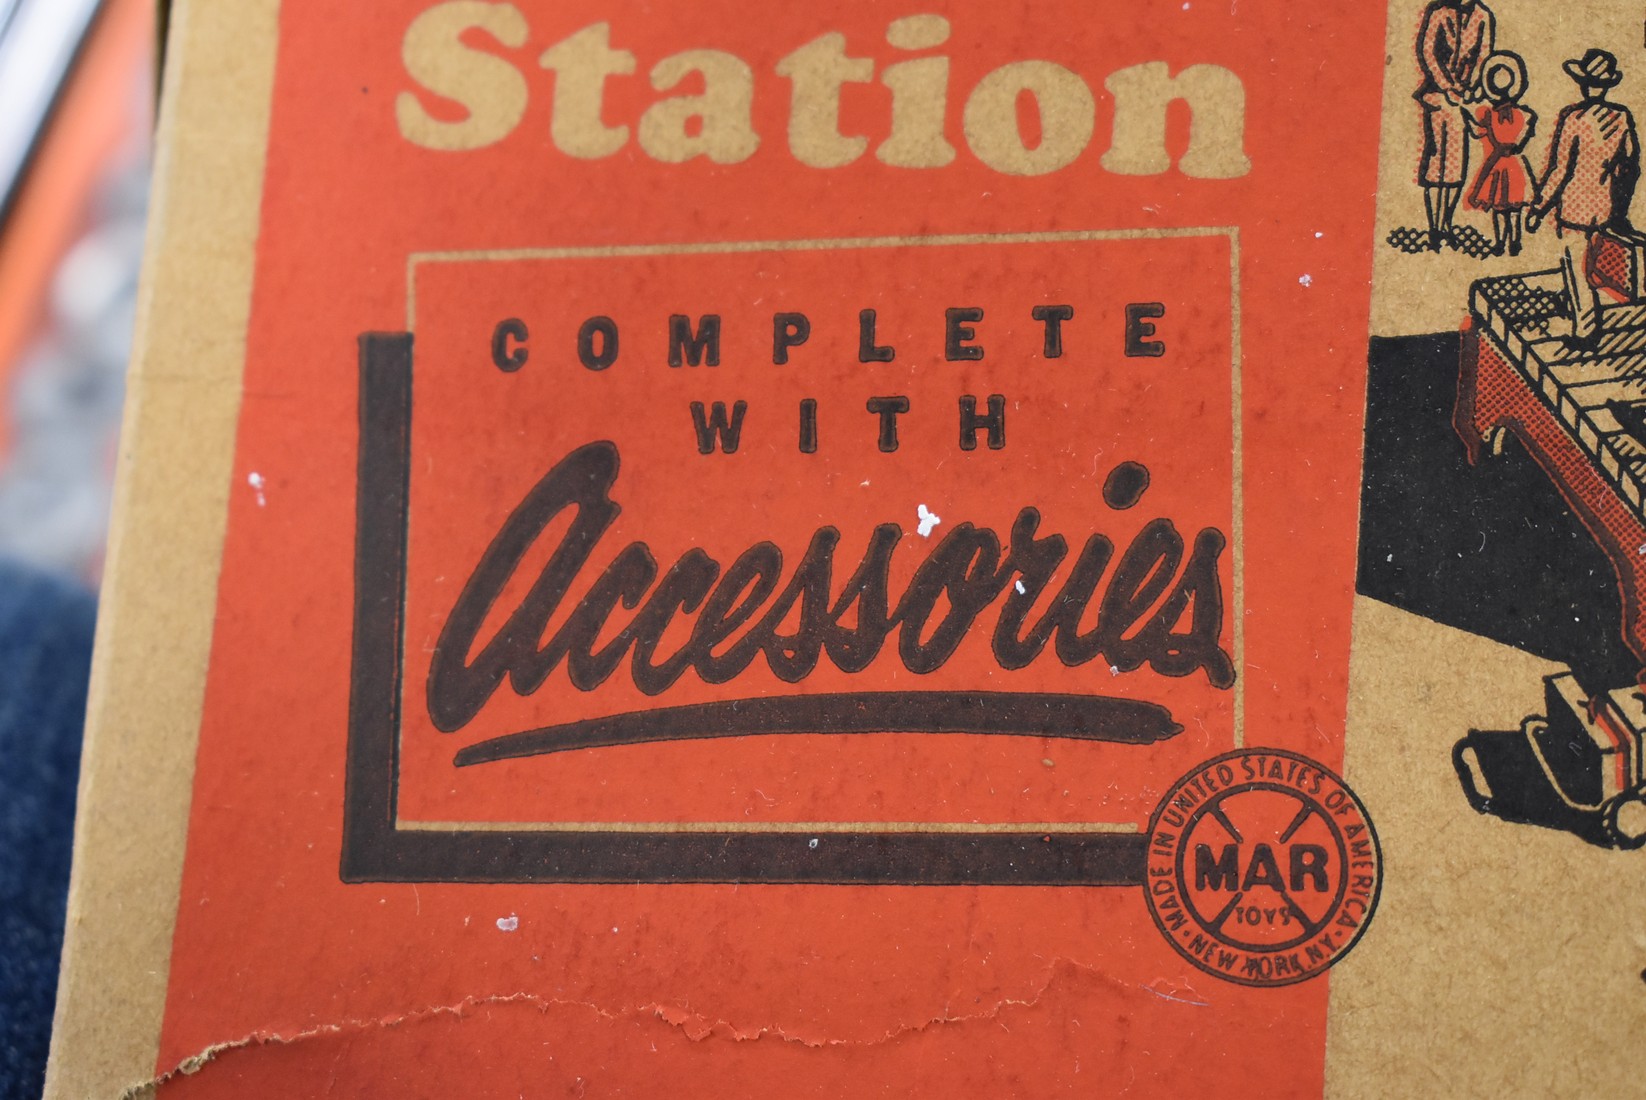 Station
COMPLETE
WITH
Accessories
MADE IN UNITED STATES OF AMERICA · NEW YORK, N.Y. ·
MAR
TOYS